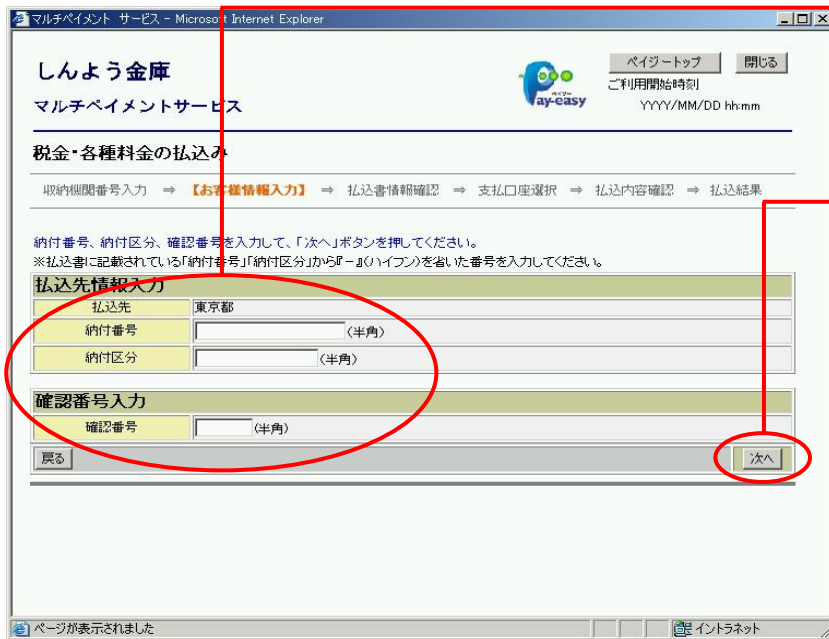 マルチペイメント サービス - Microsoft Internet Explorer
しんよう金庫
マルチペイメントサービス
ペイジー
Pay-easy
ペイジートップ 閉じる
ご利用開始時刻
YYYY/MM/DD hh:mm
税金・各種料金の払込み
収納機関番号入力 ⇒ 【お客様情報入力】 ⇒ 払込書情報確認 ⇒ 支払口座選択 ⇒ 払込内容確認 ⇒ 払込結果
納付番号、納付区分、確認番号を入力して、「次へ」ボタンを押してください。
※払込書に記載されている「納付番号」「納付区分」から『-』(ハイフン)を省いた番号を入力してください。
払込先情報入力
払込先 東京都
納付番号 (半角)
納付区分 (半角)
確認番号入力
確認番号 (半角)
戻る 次へ
ページが表示されました イントラネット